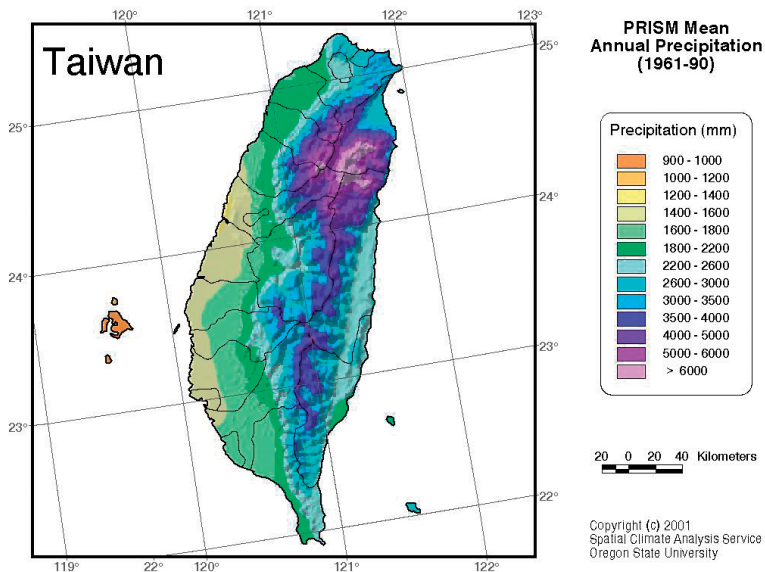 120° 121° 122° 123°
Taiwan
25°
24°
23°
22°
25°
24°
23°
119° 22° 120° 121° 122°
PRISM Mean
Annual Precipitation
(1961-90)
Precipitation (mm)
900 - 1000
1000 - 1200
1200 - 1400
1400 - 1600
1600 - 1800
1800 - 2200
2200 - 2600
2600 - 3000
3000 - 3500
3500 - 4000
4000 - 5000
5000 - 6000
> 6000
20 0 20 40 Kilometers
Copyright (c) 2001
Spatial Climate Analysis Service
Oregon State University